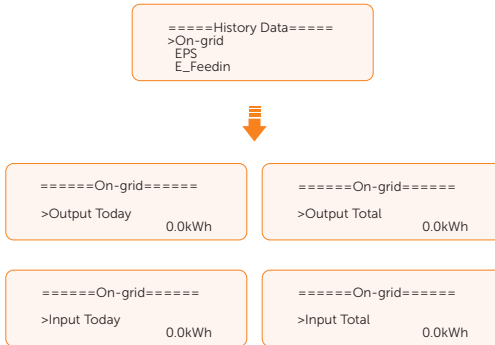 =====History Data=====
>On-grid
EPS
E_Feedin
======On-grid======
>Output Today
0.0kWh
======On-grid======
>Output Total
0.0kWh
======On-grid======
>Input Today
0.0kWh
======On-grid======
>Input Total
0.0kWh